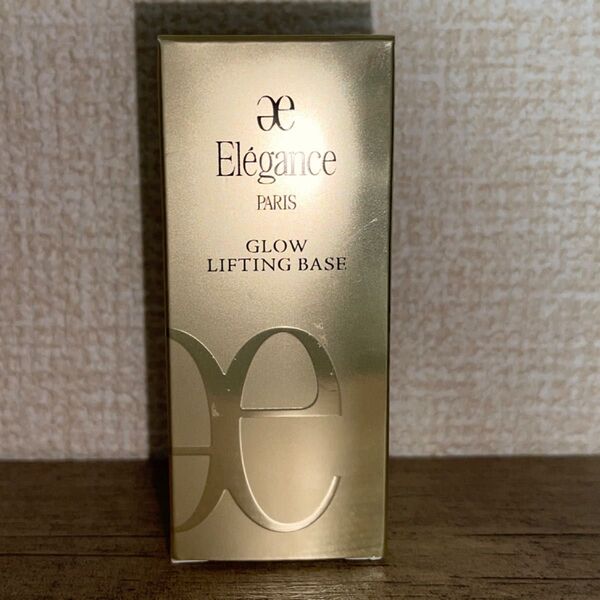 æ
Elégance
PARIS
GLOW
LIFTING BASE
æ